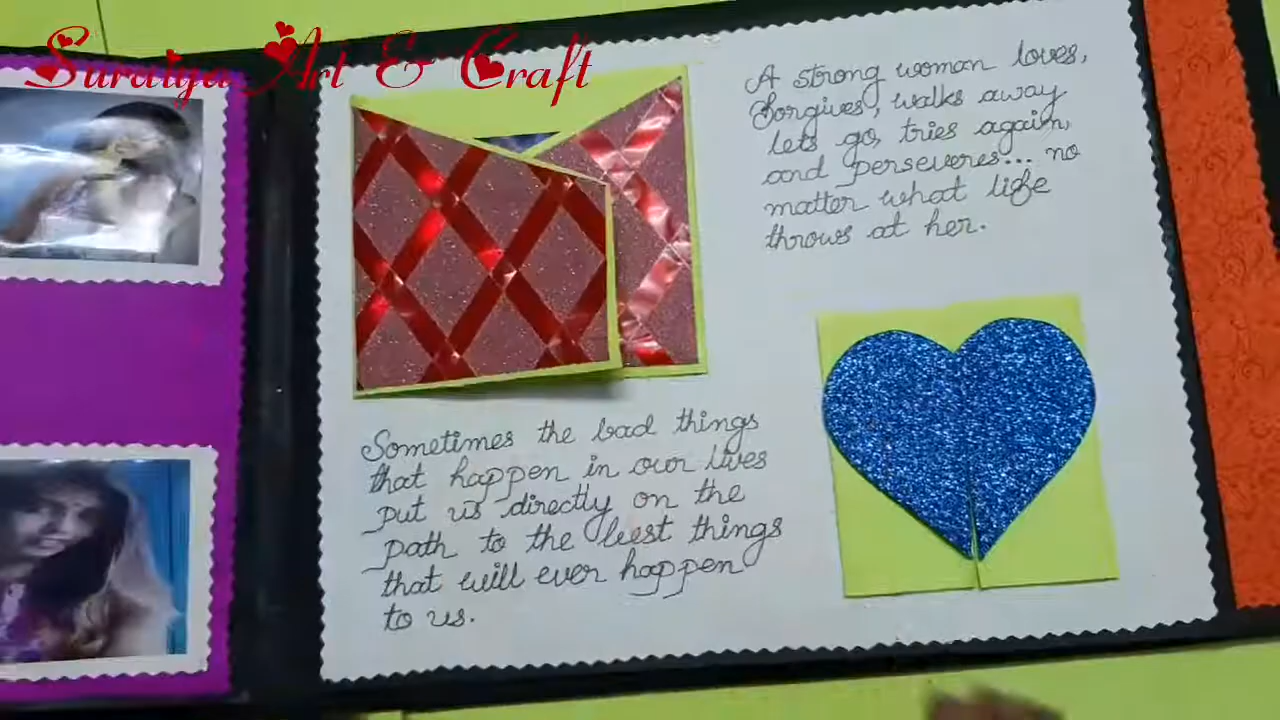 Suraiya Art & Craft
A strong woman loves,
forgives, walks away
lets go, tries again,
and perseveres... no
matter what life
throws at her.
Sometimes the bad things
that happen in our lives
put us directly on the
path to the best things
that will ever happen
to us.